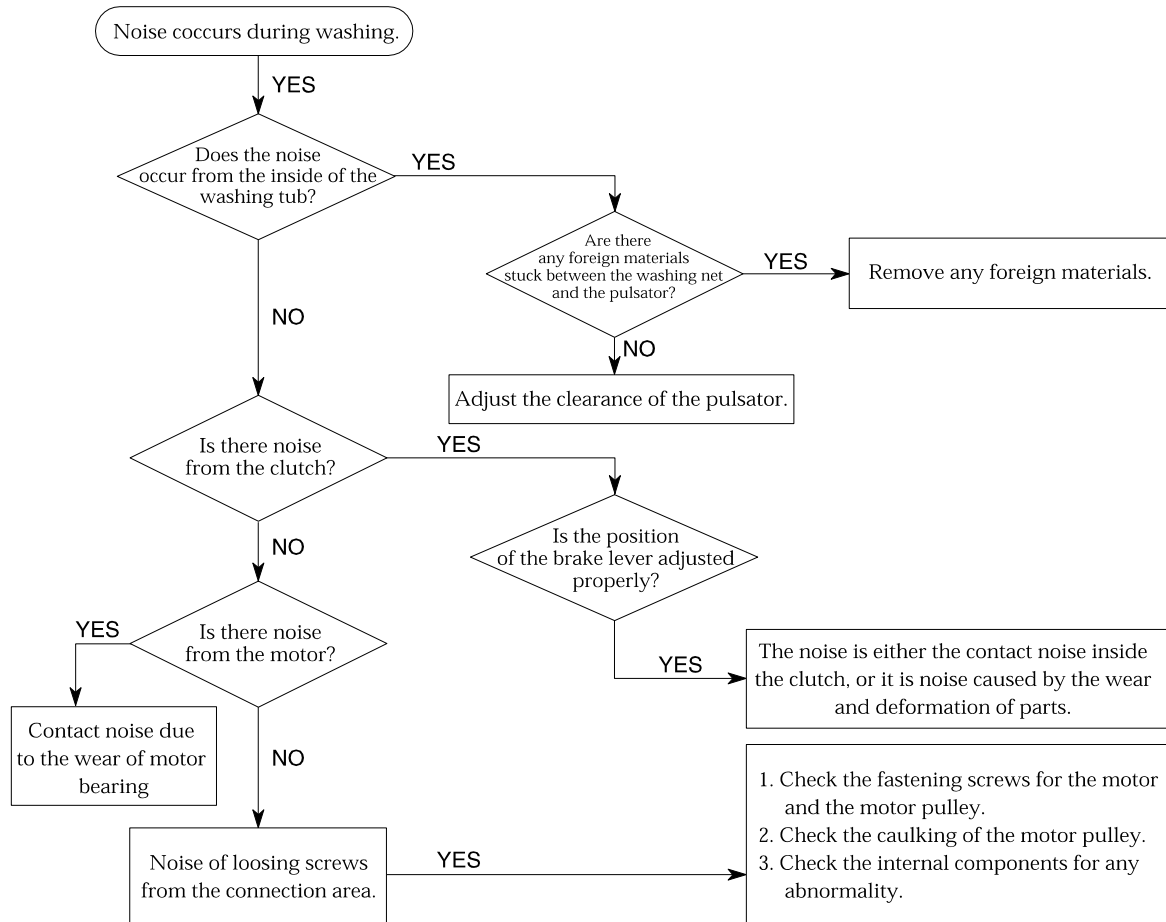 Noise coccurs during washing.
YES
Does the noise
occur from the inside of the
washing tub?
YES
Are there
any foreign materials
stuck between the washing net
and the pulsator?
YES
Remove any foreign materials.
NO
NO
Adjust the clearance of the pulsator.
Is there noise
from the clutch?
YES
Is the position
of the brake lever adjusted
properly?
NO
YES
Is there noise
from the motor?
YES
The noise is either the contact noise inside
the clutch, or it is noise caused by the wear
and deformation of parts.
Contact noise due
to the wear of motor
bearing
NO
Noise of loosing screws
from the connection area.
YES
1. Check the fastening screws for the motor
and the motor pulley.
2. Check the caulking of the motor pulley.
3. Check the internal components for any
abnormality.